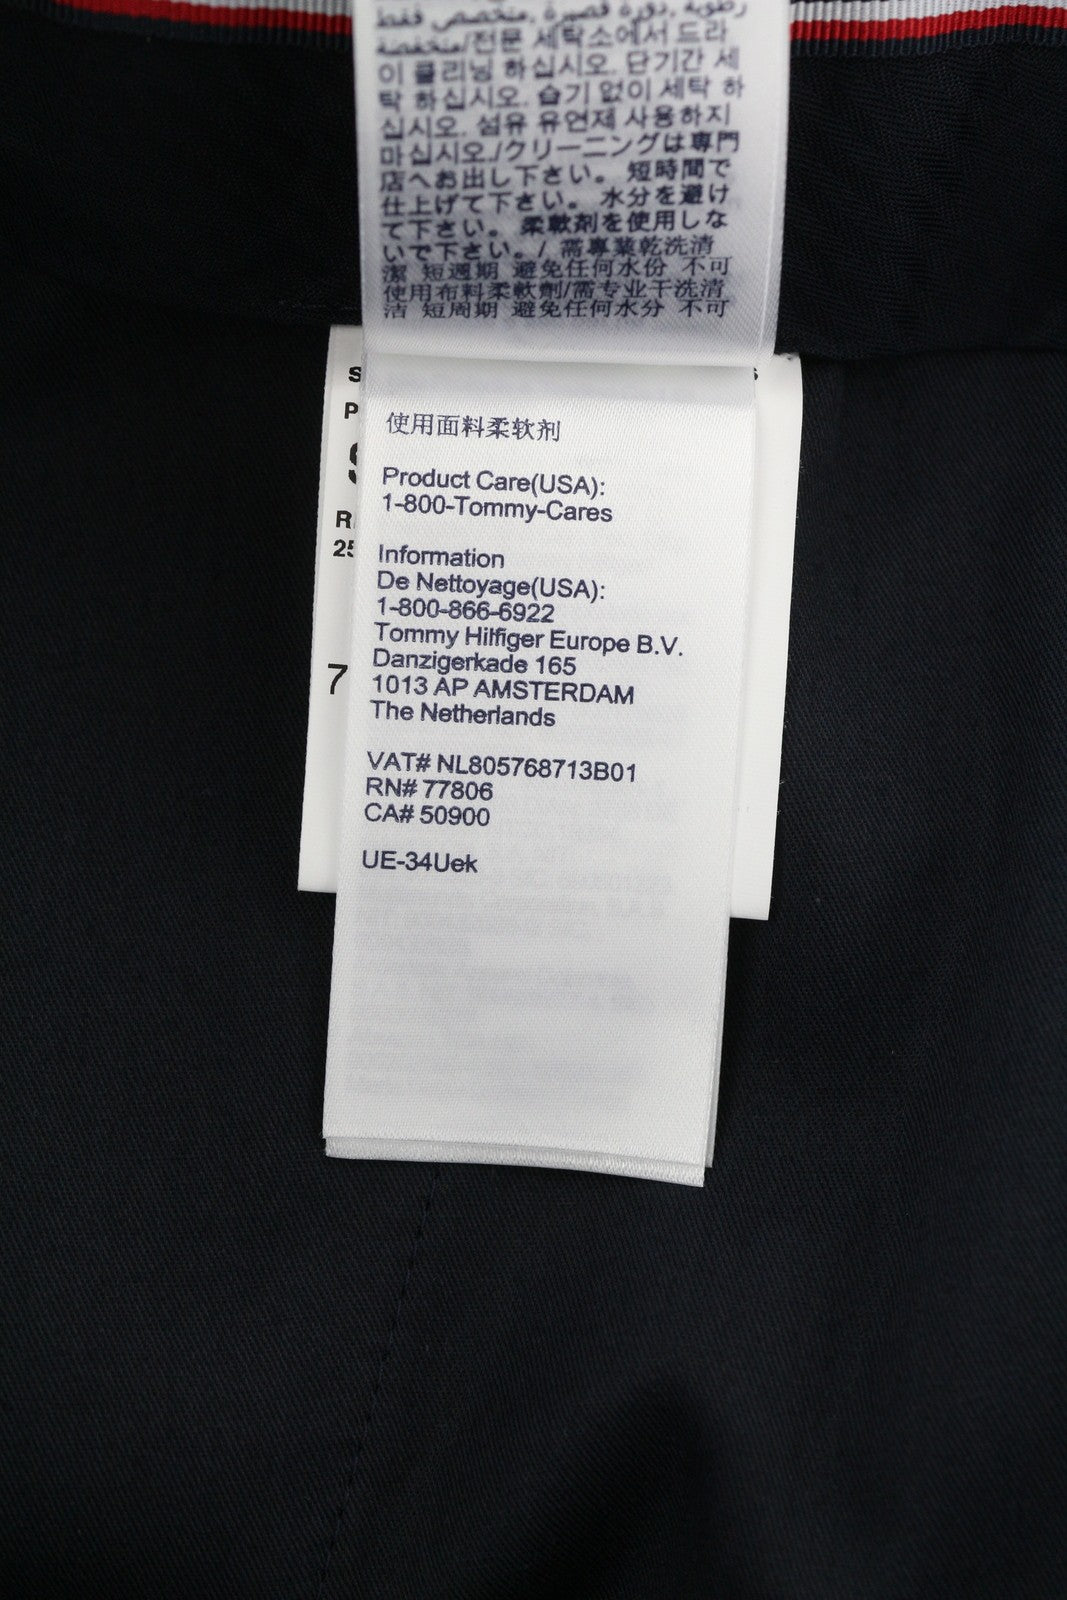 رطوبة .دورة قصيرة .متخصص فقط
منخفضة/전문 세탁소에서 드라
이 클리닝 하십시오. 단기간 세
탁 하십시오. 습기 없이 세탁 하
십시오. 섬유 유연제 사용하지
마십시오./クリーニングは専門
店へお出し下さい。 短時間で
仕上げて下さい。 水分を避け
て下さい。 柔軟剤を使用しな
いで下さい。/ 需專業乾洗清
潔 短週期 避免任何水份 不可
使用布料柔軟劑/需专业干洗清
洁 短周期 避免任何水分 不可
使用面料柔软剂
Product Care(USA):
1-800-Tommy-Cares
Information
De Nettoyage(USA):
1-800-866-6922
Tommy Hilfiger Europe B.V.
Danzigerkade 165
1013 AP AMSTERDAM
The Netherlands
VAT# NL805768713B01
RN# 77806
CA# 50900
UE-34Uek
7